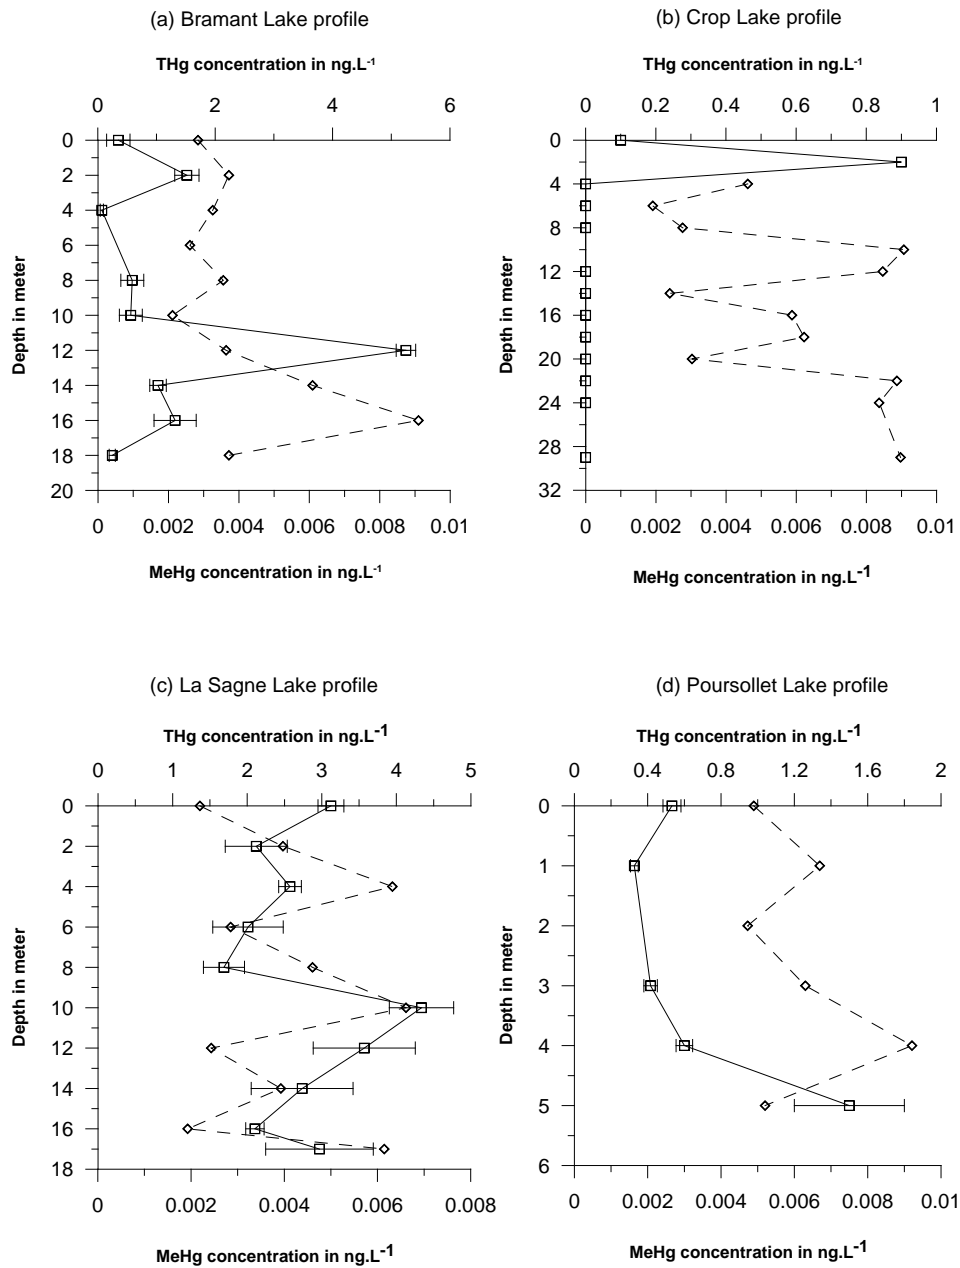 (a) Bramant Lake profile
THg concentration in ng.L-1
0 2 4 6
0
2
4
6
8
10
12
14
16
18
20
Depth in meter
0 0.002 0.004 0.006 0.008 0.01
MeHg concentration in ng.L-1
(b) Crop Lake profile
THg concentration in ng.L-1
0 0.2 0.4 0.6 0.8 1
0
4
8
12
16
20
24
28
32
Depth in meter
0 0.002 0.004 0.006 0.008 0.01
MeHg concentration in ng.L-1
(c) La Sagne Lake profile
THg concentration in ng.L-1
0 1 2 3 4 5
0
2
4
6
8
10
12
14
16
18
Depth in meter
0 0.002 0.004 0.006 0.008
MeHg concentration in ng.L-1
(d) Poursollet Lake profile
THg concentration in ng.L-1
0 0.4 0.8 1.2 1.6 2
0
1
2
3
4
5
6
Depth in meter
0 0.002 0.004 0.006 0.008 0.01
MeHg concentration in ng.L-1